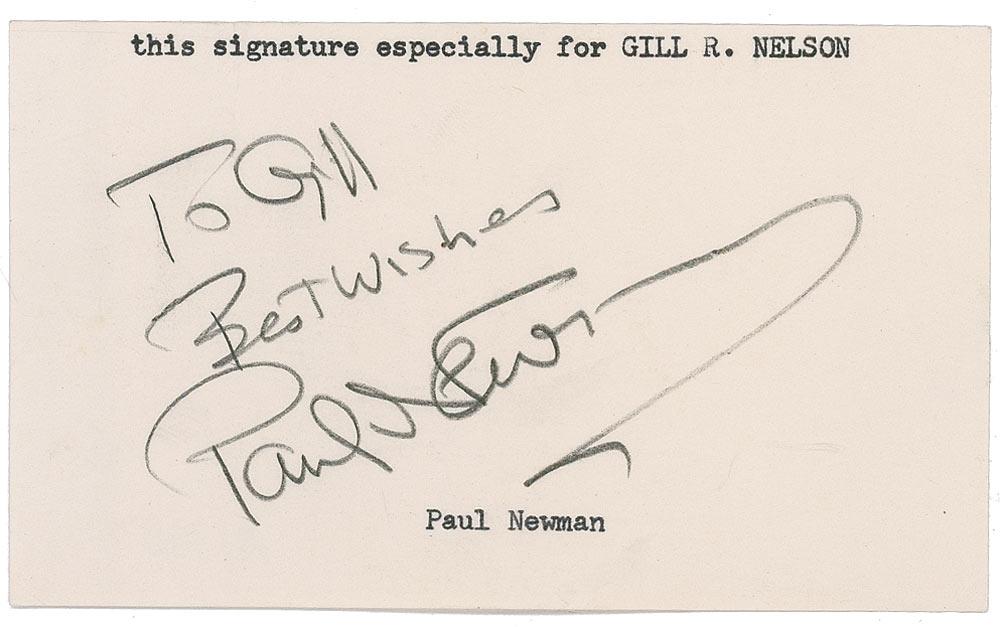 this signature especially for GILL R. NELSON
To Gill
Best Wishes
Paul Newman
Paul Newman